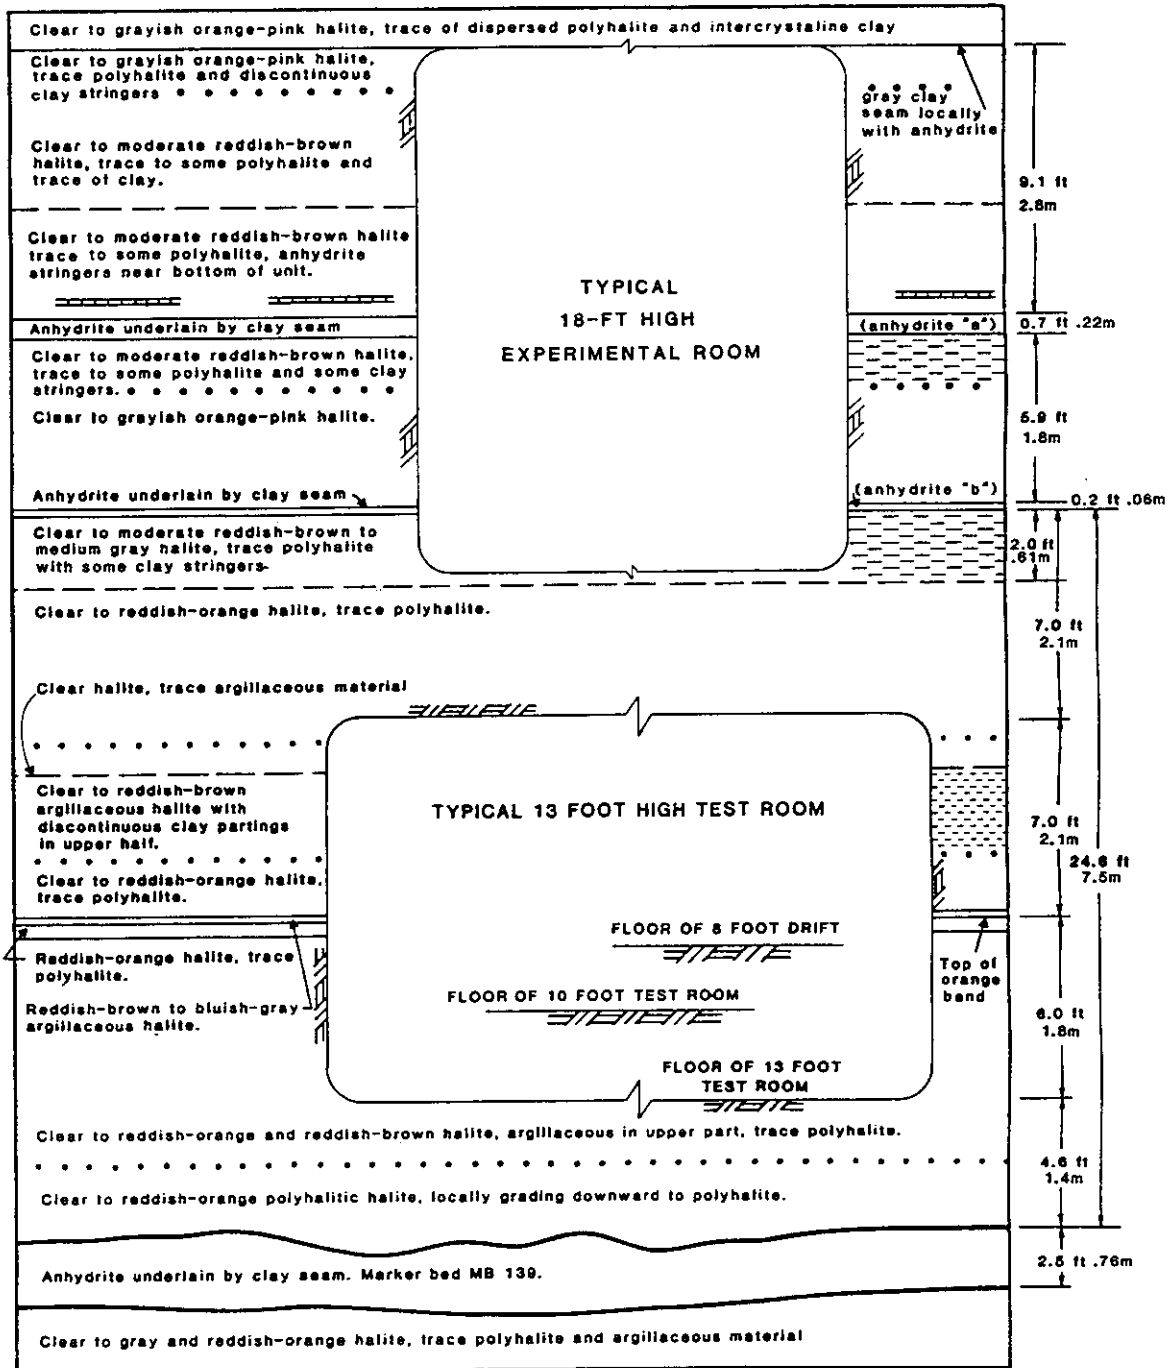 Clear to grayish orange-pink halite, trace of dispersed polyhalite and intercrystaline clay
Clear to grayish orange-pink halite,
trace polyhalite and discontinuous
clay stringers
gray clay
seam locally
with anhydrite
Clear to moderate reddish-brown
halite, trace to some polyhalite and
trace of clay.
9.1 ft
2.8m
Clear to moderate reddish-brown halite
trace to some polyhalite, anhydrite
stringers near bottom of unit.
TYPICAL
18-FT HIGH
EXPERIMENTAL ROOM
Anhydrite underlain by clay seam
(anhydrite "a")
0.7 ft .22m
Clear to moderate reddish-brown halite,
trace to some polyhalite and some clay
stringers.
Clear to grayish orange-pink halite.
5.9 ft
1.8m
Anhydrite underlain by clay seam
(anhydrite "b")
0.2 ft .06m
Clear to moderate reddish-brown to
medium gray halite, trace polyhalite
with some clay stringers-
2.0 ft
.61m
Clear to reddish-orange halite, trace polyhalite.
7.0 ft
2.1m
Clear halite, trace argillaceous material
Clear to reddish-brown
argillaceous halite with
discontinuous clay partings
in upper half.
TYPICAL 13 FOOT HIGH TEST ROOM
7.0 ft
2.1m
24.6 ft
7.5m
Clear to reddish-orange halite,
trace polyhalite.
FLOOR OF 8 FOOT DRIFT
Reddish-orange halite, trace
polyhalite.
Top of
orange
band
Reddish-brown to bluish-gray
argillaceous halite.
FLOOR OF 10 FOOT TEST ROOM
6.0 ft
1.8m
FLOOR OF 13 FOOT
TEST ROOM
Clear to reddish-orange and reddish-brown halite, argillaceous in upper part, trace polyhalite.
4.6 ft
1.4m
Clear to reddish-orange polyhalitic halite, locally grading downward to polyhalite.
2.5 ft .76m
Anhydrite underlain by clay seam. Marker bed MB 139.
Clear to gray and reddish-orange halite, trace polyhalite and argillaceous material